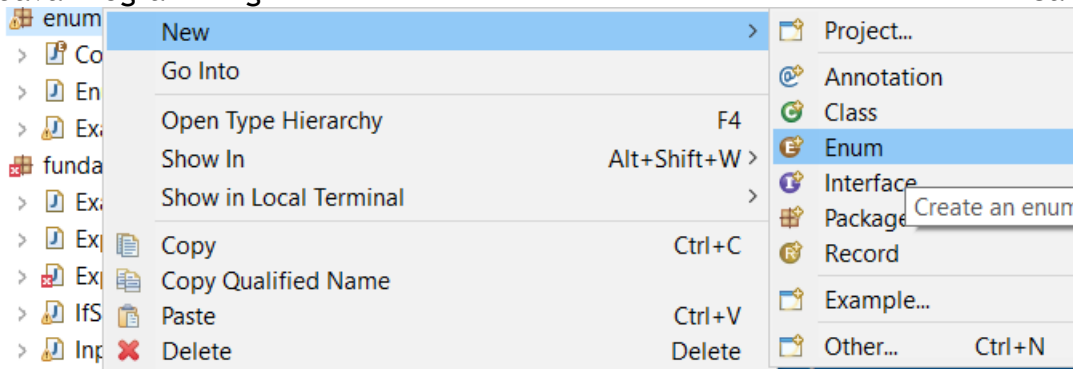 enum
Co
En
Exa
funda
Exa
Exp
Exp
IfS
Inp
New
Go Into
Open Type Hierarchy F4
Show In Alt+Shift+W
Show in Local Terminal
Copy Ctrl+C
Copy Qualified Name
Paste Ctrl+V
Delete Delete
Project...
Annotation
Class
Enum
Interface
Create an enum
Package
Record
Example...
Other... Ctrl+N